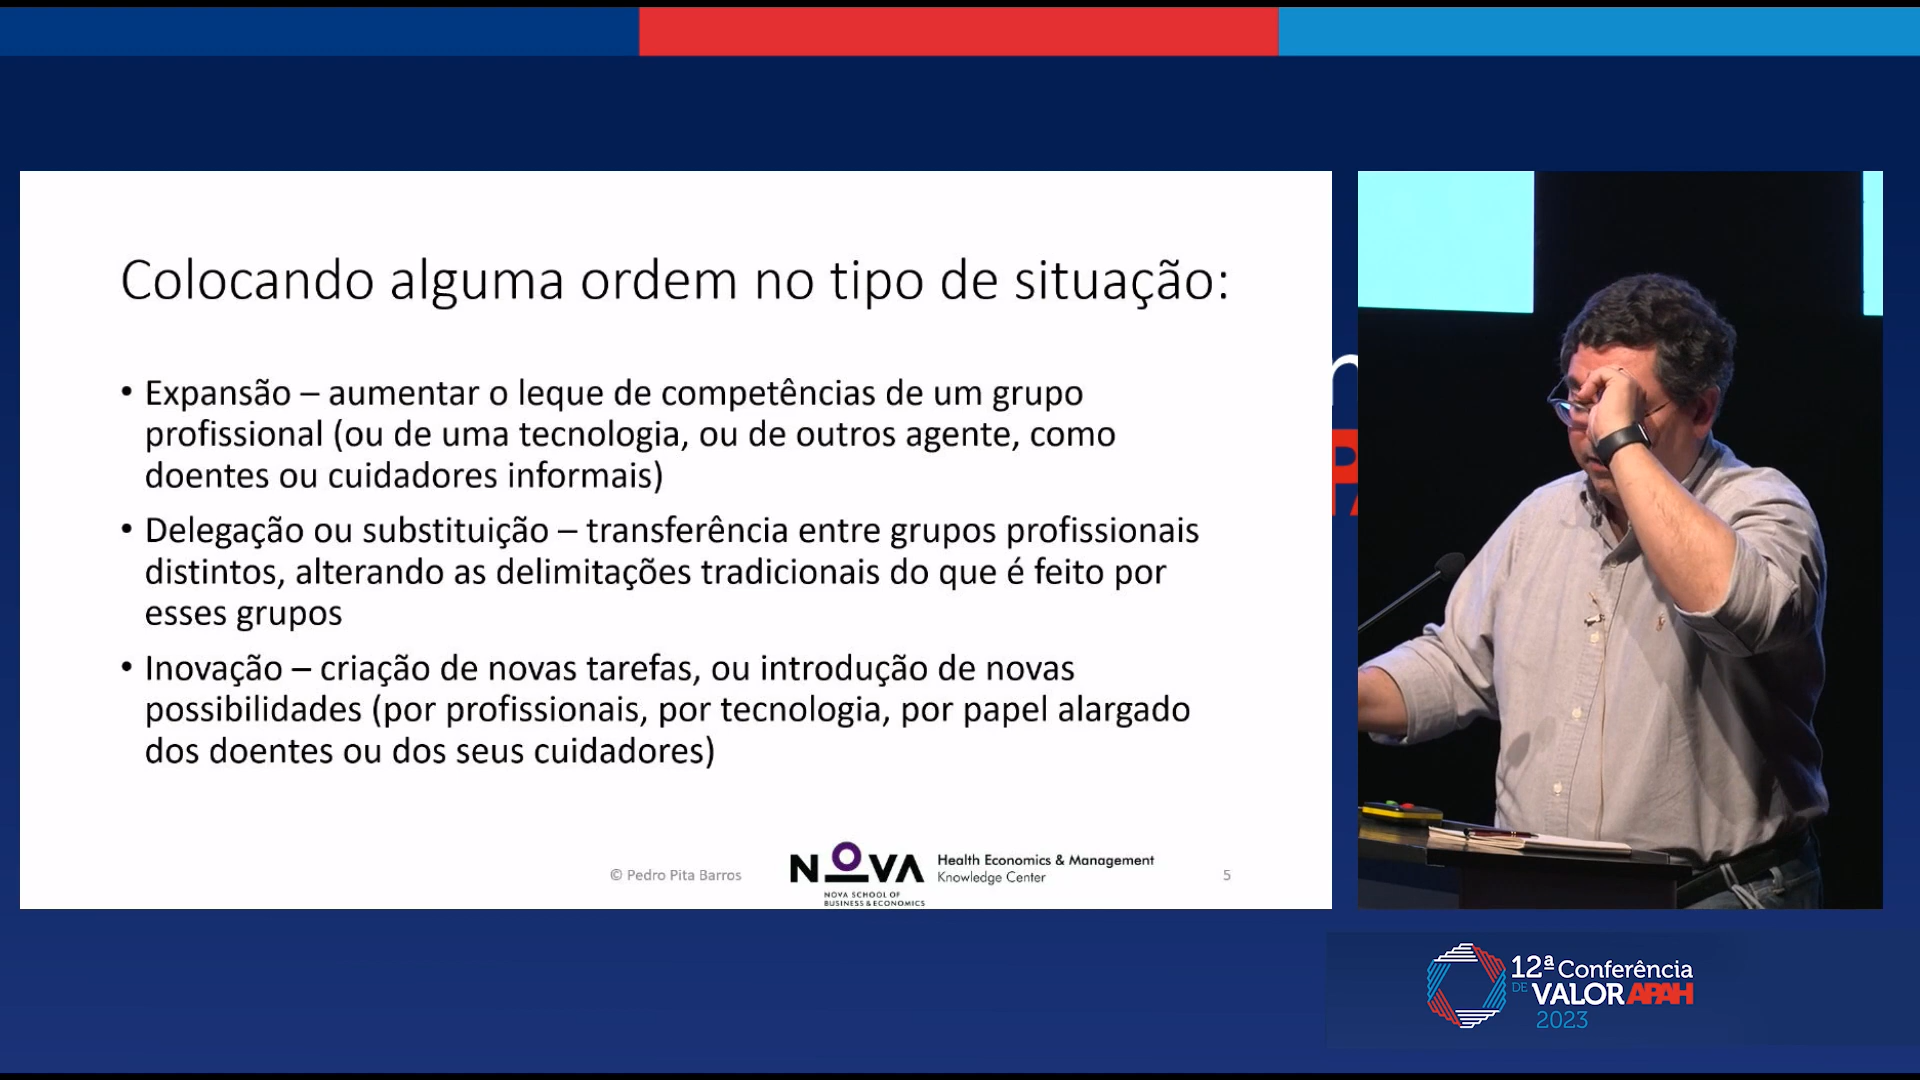 Colocando alguma ordem no tipo de situação:
• Expansão – aumentar o leque de competências de um grupo
profissional (ou de uma tecnologia, ou de outros agente, como
doentes ou cuidadores informais)
• Delegação ou substituição – transferência entre grupos profissionais
distintos, alterando as delimitações tradicionais do que é feito por
esses grupos
• Inovação – criação de novas tarefas, ou introdução de novas
possibilidades (por profissionais, por tecnologia, por papel alargado
dos doentes ou dos seus cuidadores)
© Pedro Pita Barros
NOVA
NOVA SCHOOL OF
BUSINESS & ECONOMICS
Health Economics & Management
Knowledge Center
5
12ª Conferência
DE VALOR APAH
2023